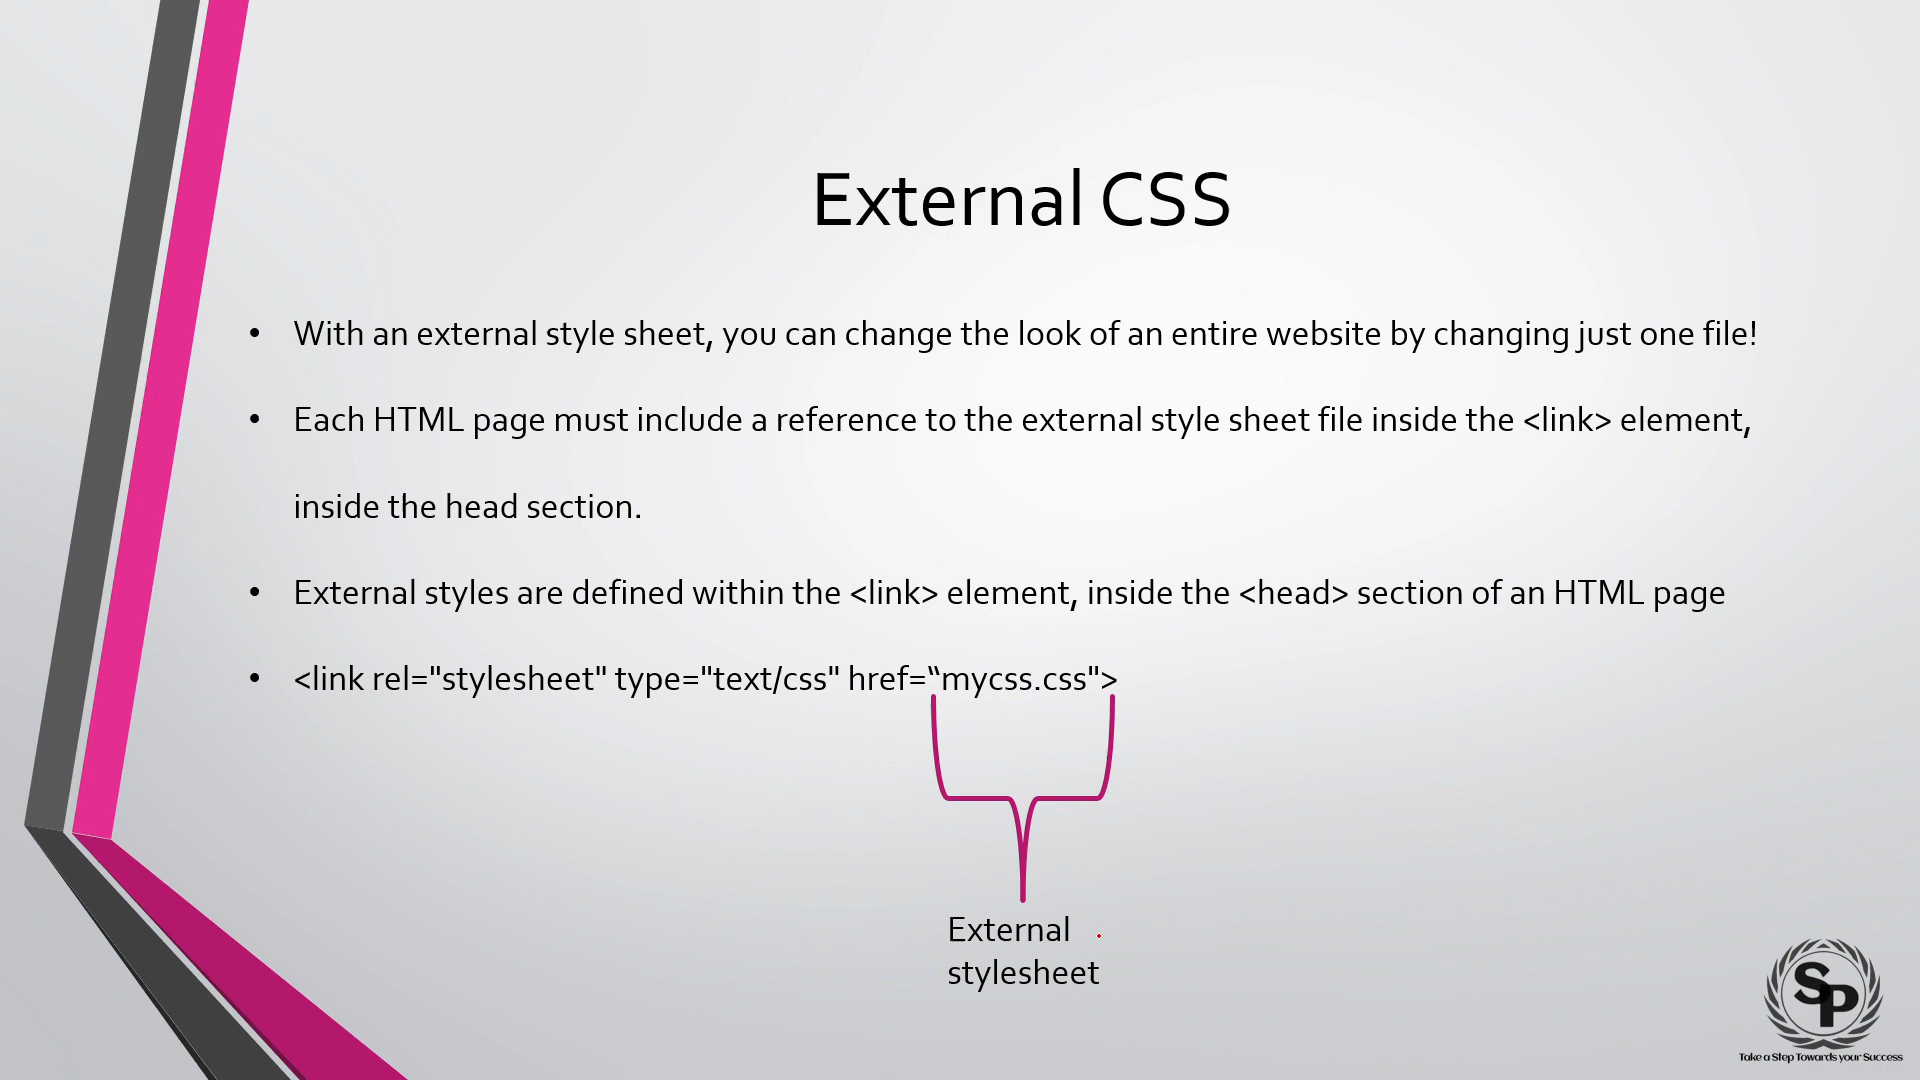 External CSS
• With an external style sheet, you can change the look of an entire website by changing just one file!
• Each HTML page must include a reference to the external style sheet file inside the <link> element,
inside the head section.
• External styles are defined within the <link> element, inside the <head> section of an HTML page
• <link rel="stylesheet" type="text/css" href=“mycss.css">
External
stylesheet
SP
Take a Step Towards your Success